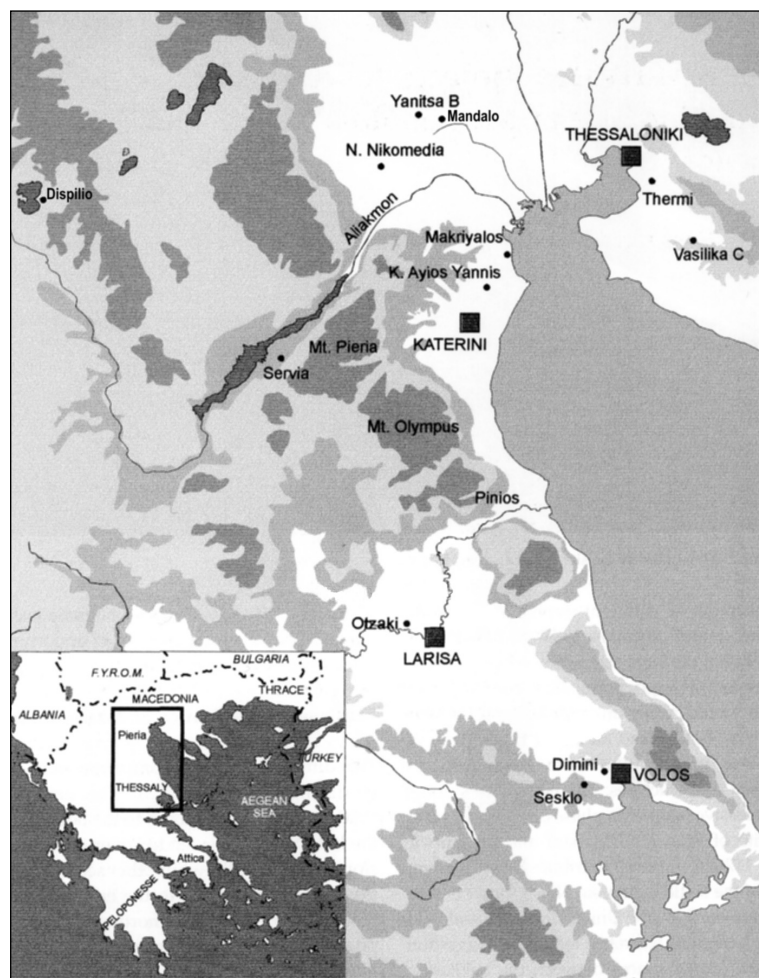 Yanitsa B
Mandalo
THESSALONIKI
N. Nikomedia
Dispilio
Thermi
Aliakmon
Makriyalos
Vasilika C
K. Ayios Yannis
KATERINI
Mt. Pieria
Servia
Mt. Olympus
Pinios
Otzaki
LARISA
Dimini
VOLOS
Sesklo
BULGARIA
F.Y.R.O.M.
THRACE
MACEDONIA
ALBANIA
Pieria
TURKEY
THESSALY
AEGEAN
SEA
Attica
PELOPONNESSE